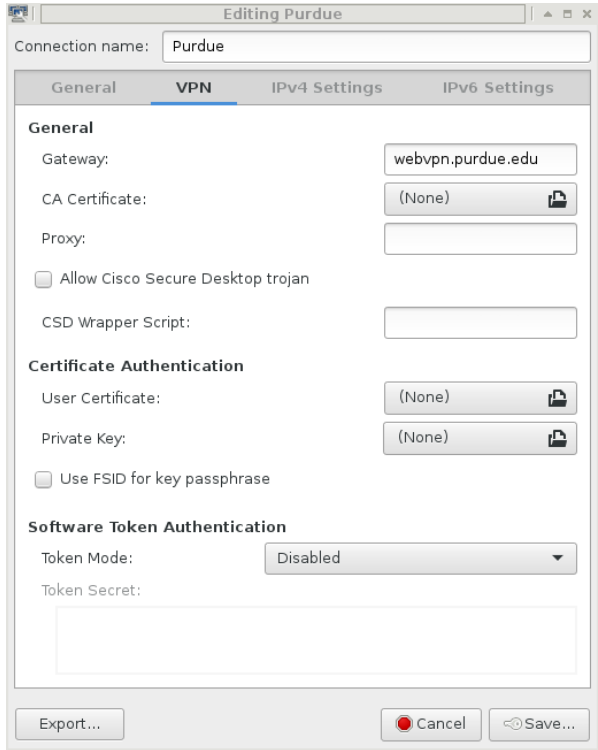 Editing Purdue
Connection name: Purdue
General VPN IPv4 Settings IPv6 Settings
General
Gateway: webvpn.purdue.edu
CA Certificate: (None)
Proxy:
Allow Cisco Secure Desktop trojan
CSD Wrapper Script:
Certificate Authentication
User Certificate: (None)
Private Key: (None)
Use FSID for key passphrase
Software Token Authentication
Token Mode: Disabled
Token Secret:
Export... Cancel Save...